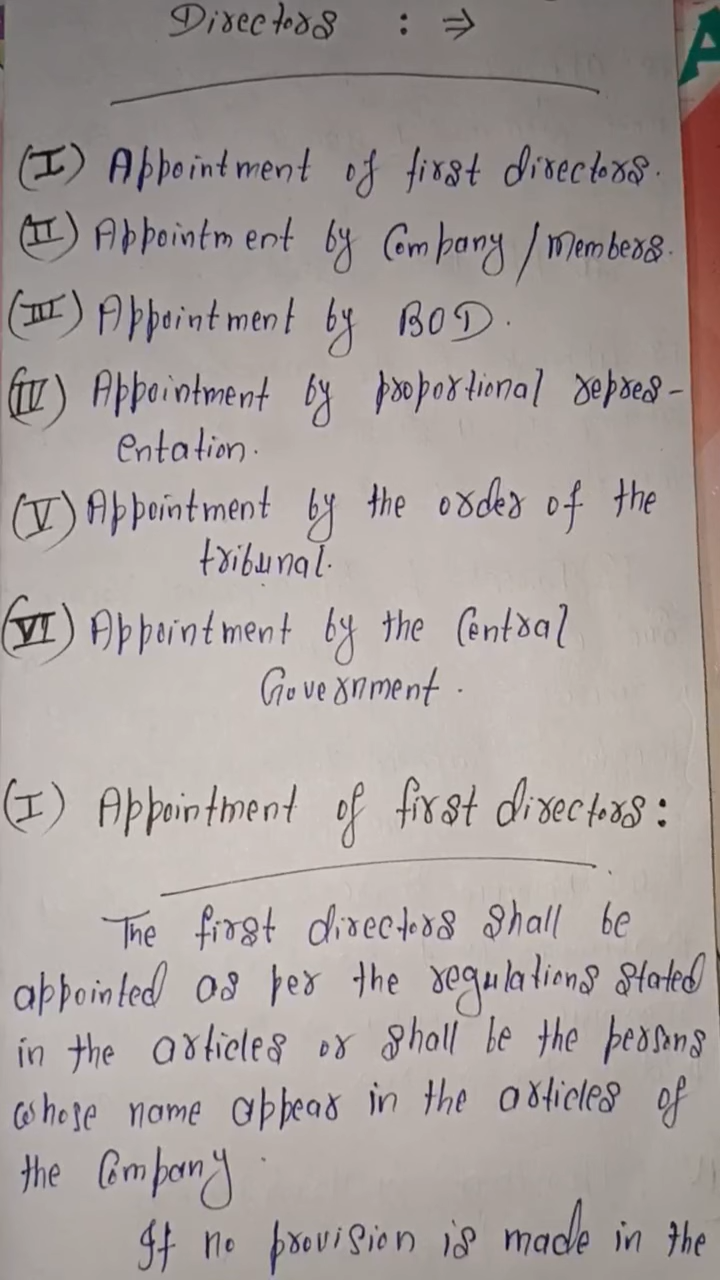 Directors : ⇒
(I) Appointment of first directors.
(II) Appointment by Company/Members.
(III) Appointment by BOD.
(IV) Appointment by proportional repres-
entation.
(V) Appointment by the order of the
tribunal.
(VI) Appointment by the Central
Government.
(I) Appointment of first directors:
The first directors shall be
appointed as per the regulations stated
in the articles or shall be the persons
whose name appear in the articles of
the Company.
If no provision is made in the
A